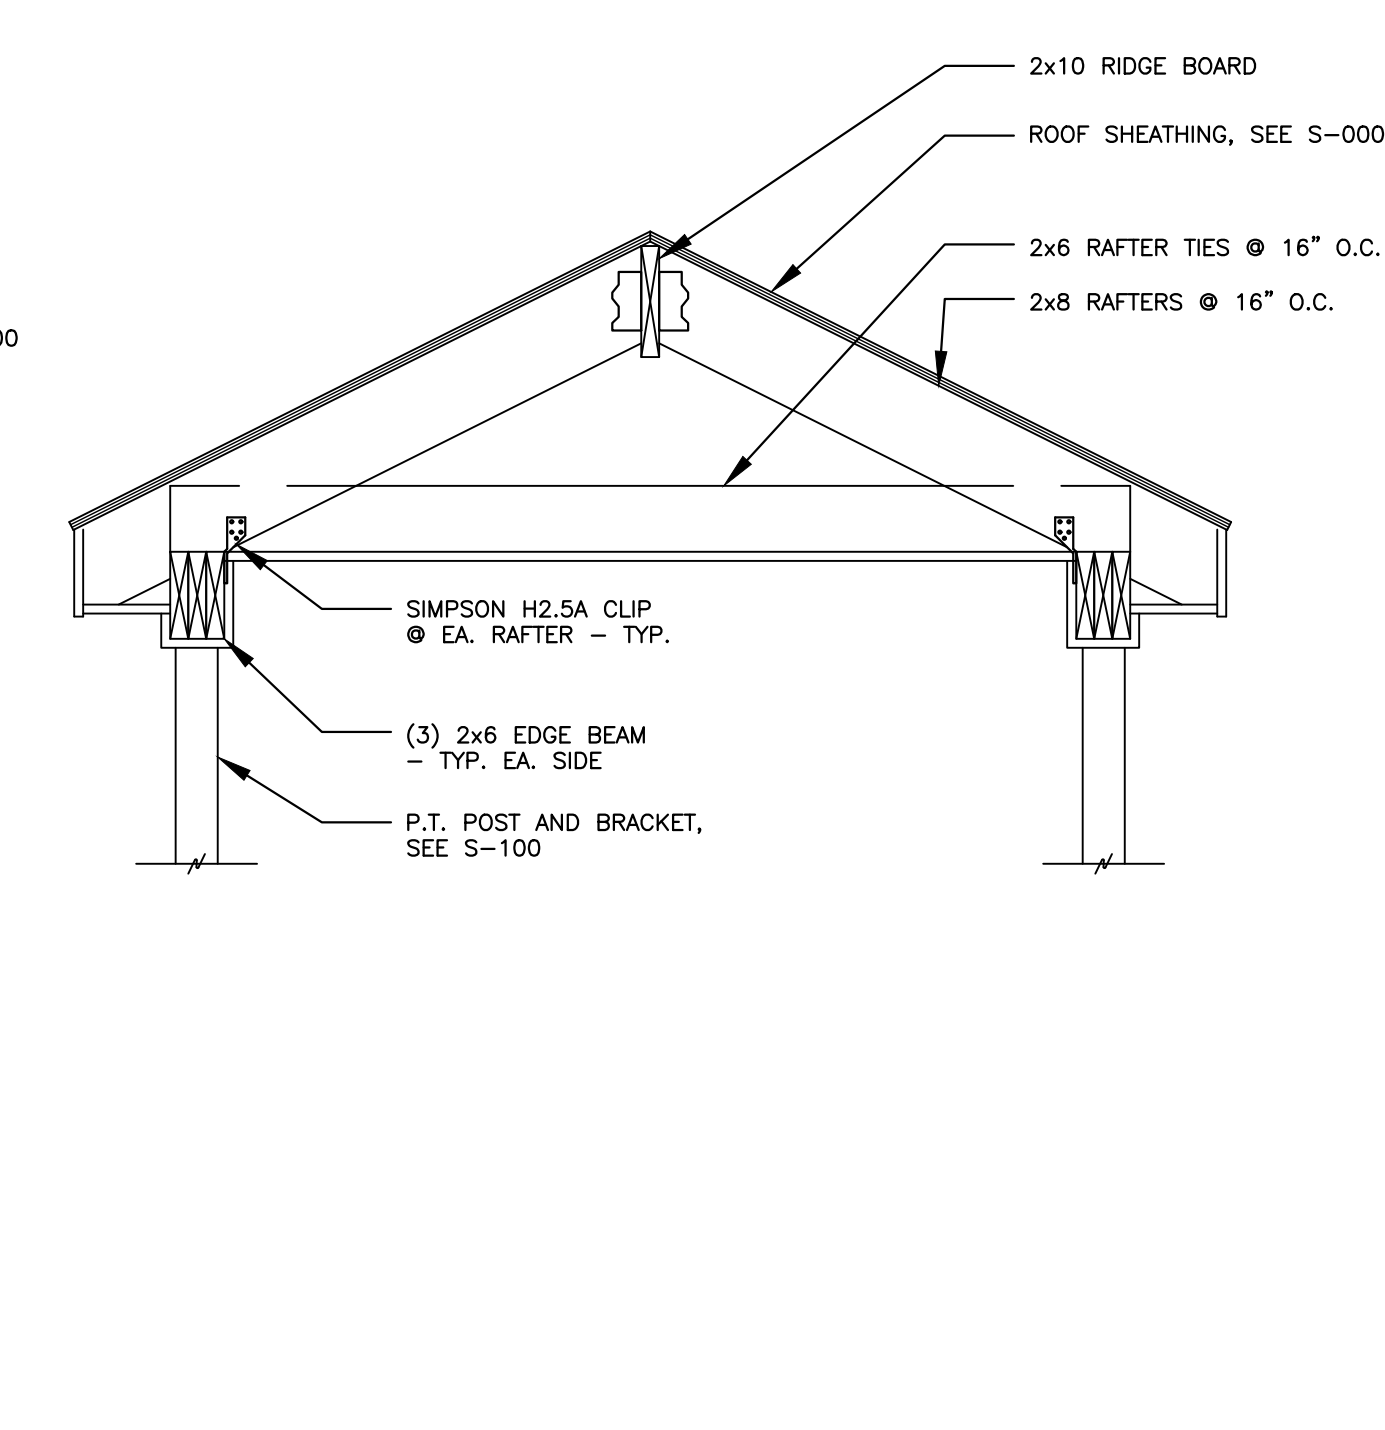 2x10 RIDGE BOARD
ROOF SHEATHING, SEE S-000
2x6 RAFTER TIES @ 16" O.C.
2x8 RAFTERS @ 16" O.C.
SIMPSON H2.5A CLIP
@ EA. RAFTER - TYP.
(3) 2x6 EDGE BEAM
- TYP. EA. SIDE
P.T. POST AND BRACKET,
SEE S-100